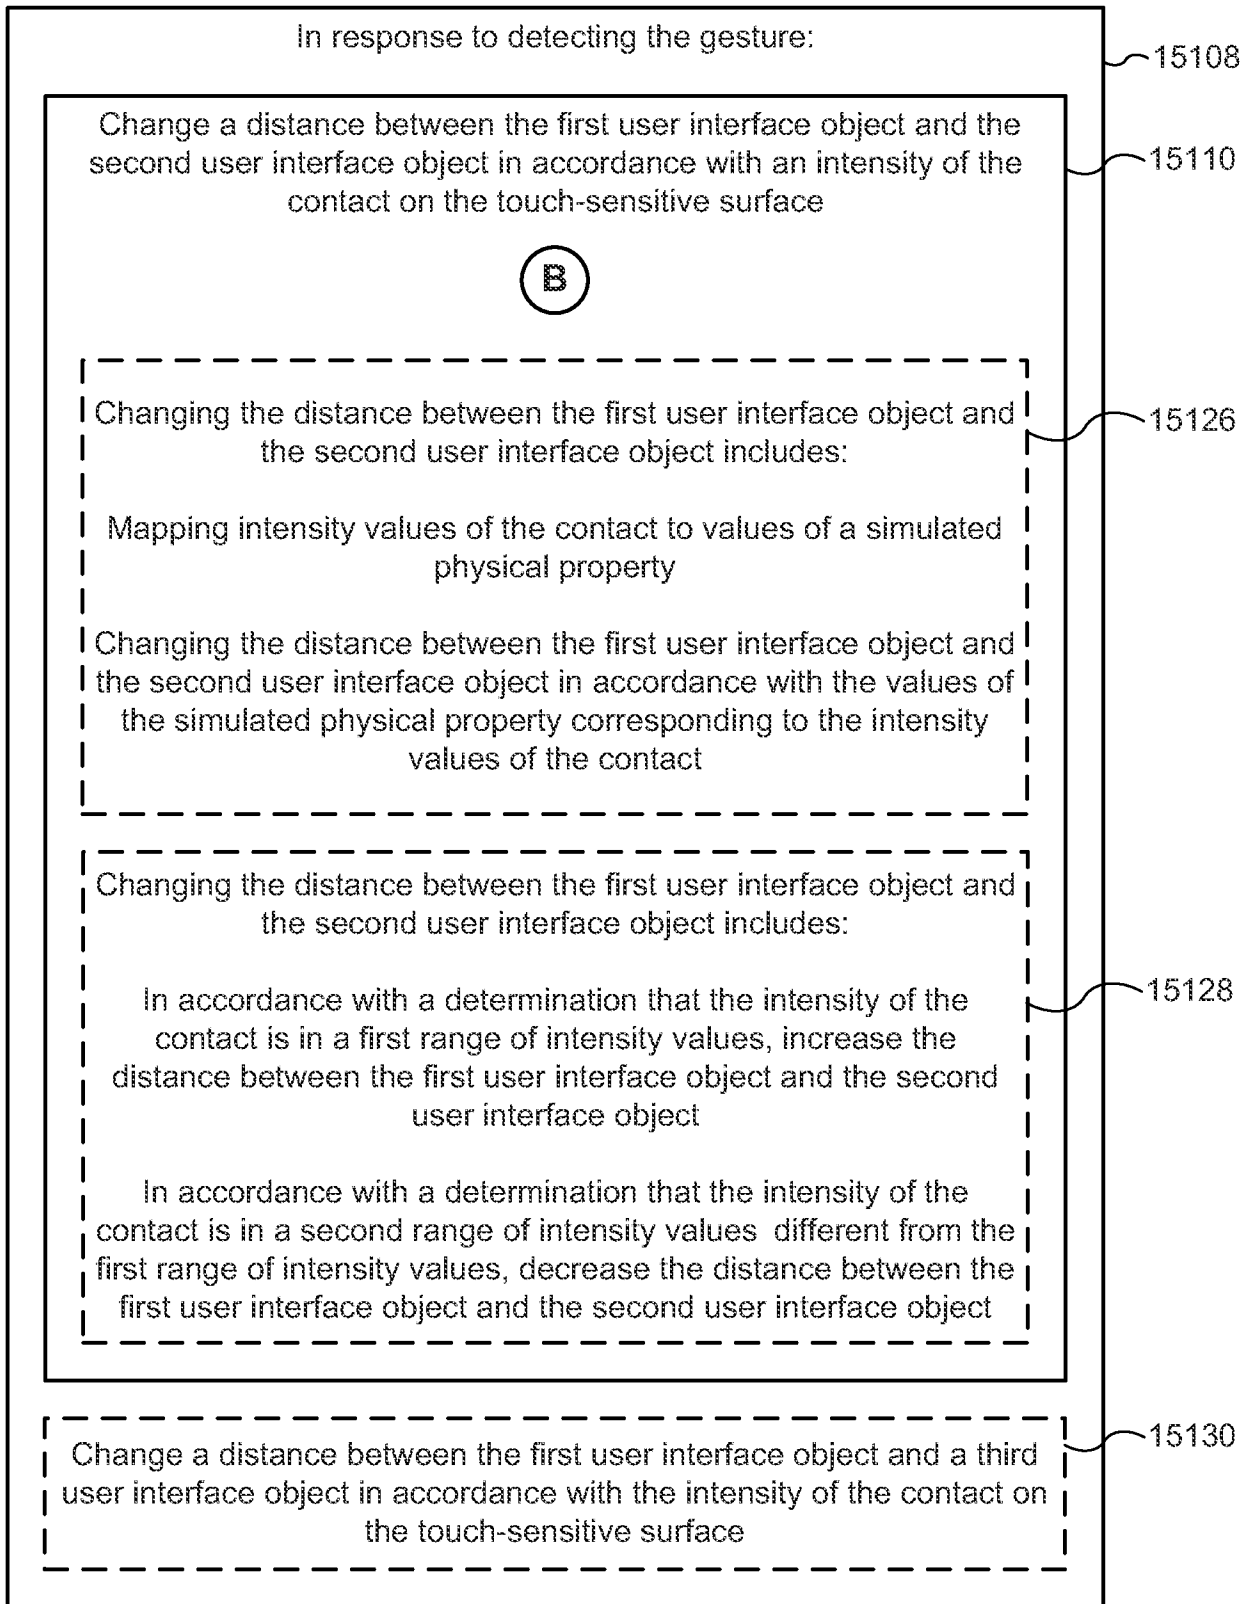 In response to detecting the gesture:
15108
Change a distance between the first user interface object and the
second user interface object in accordance with an intensity of the
contact on the touch-sensitive surface
15110
B
Changing the distance between the first user interface object and
the second user interface object includes:
15126
Mapping intensity values of the contact to values of a simulated
physical property
Changing the distance between the first user interface object and
the second user interface object in accordance with the values of
the simulated physical property corresponding to the intensity
values of the contact
Changing the distance between the first user interface object and
the second user interface object includes:
In accordance with a determination that the intensity of the
contact is in a first range of intensity values, increase the
distance between the first user interface object and the second
user interface object
15128
In accordance with a determination that the intensity of the
contact is in a second range of intensity values  different from the
first range of intensity values, decrease the distance between the
first user interface object and the second user interface object
Change a distance between the first user interface object and a third
user interface object in accordance with the intensity of the contact on
the touch-sensitive surface
15130